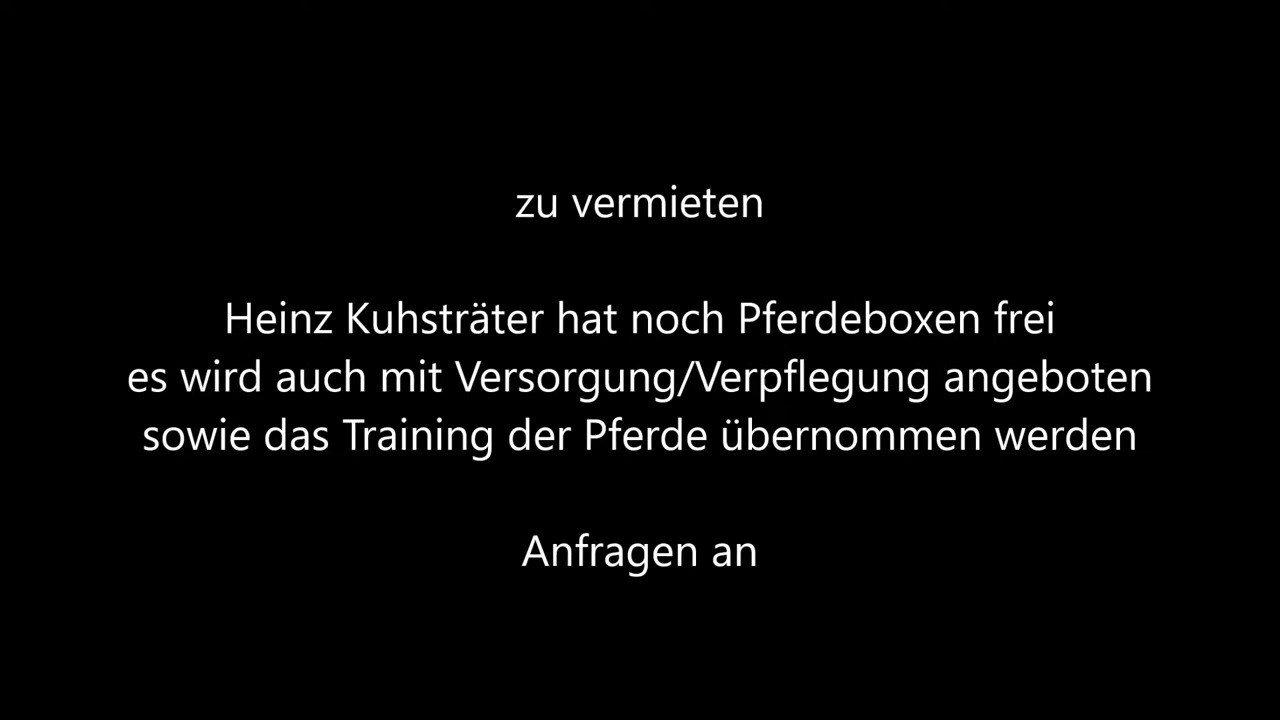 zu vermieten
Heinz Kuhsträter hat noch Pferdeboxen frei
es wird auch mit Versorgung/Verpflegung angeboten
sowie das Training der Pferde übernommen werden
Anfragen an